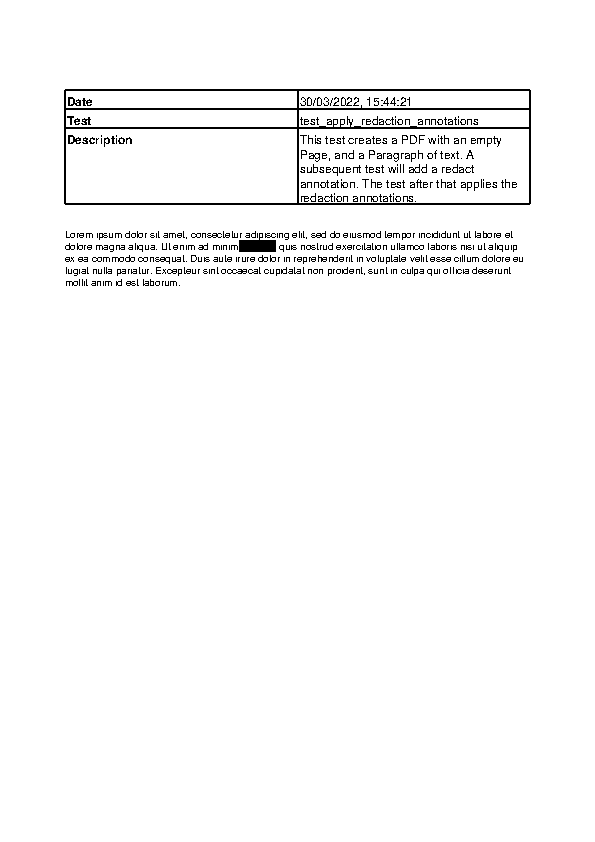 Date 30/03/2022, 15:44:21
Test test_apply_redaction_annotations
Description This test creates a PDF with an empty
Page, and a Paragraph of text. A
subsequent test will add a redact
annotation. The test after that applies the
redaction annotations.
Lorem ipsum dolor sit amet, consectetur adipiscing elit, sed do eiusmod tempor incididunt ut labore et
dolore magna aliqua. Ut enim ad minim quis nostrud exercitation ullamco laboris nisi ut aliquip
ex ea commodo consequat. Duis aute irure dolor in reprehenderit in voluptate velit esse cillum dolore eu
fugiat nulla pariatur. Excepteur sint occaecat cupidatat non proident, sunt in culpa qui officia deserunt
mollit anim id est laborum.